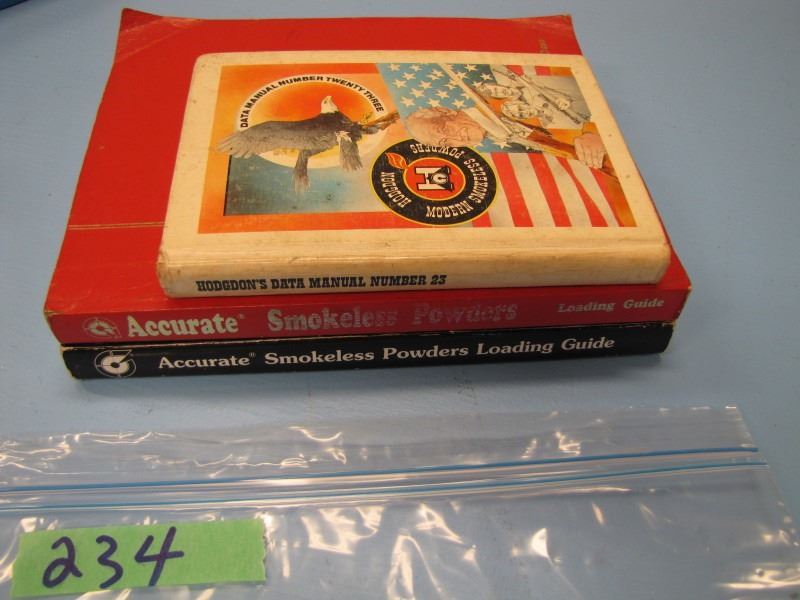 DATA MANUAL NUMBER TWENTY THREE
HODGDON
MODERN SMOKELESS POWDERS
H
HODGDON'S DATA MANUAL NUMBER 23
Accurate® Smokeless Powders Loading Guide
Accurate® Smokeless Powders Loading Guide
234